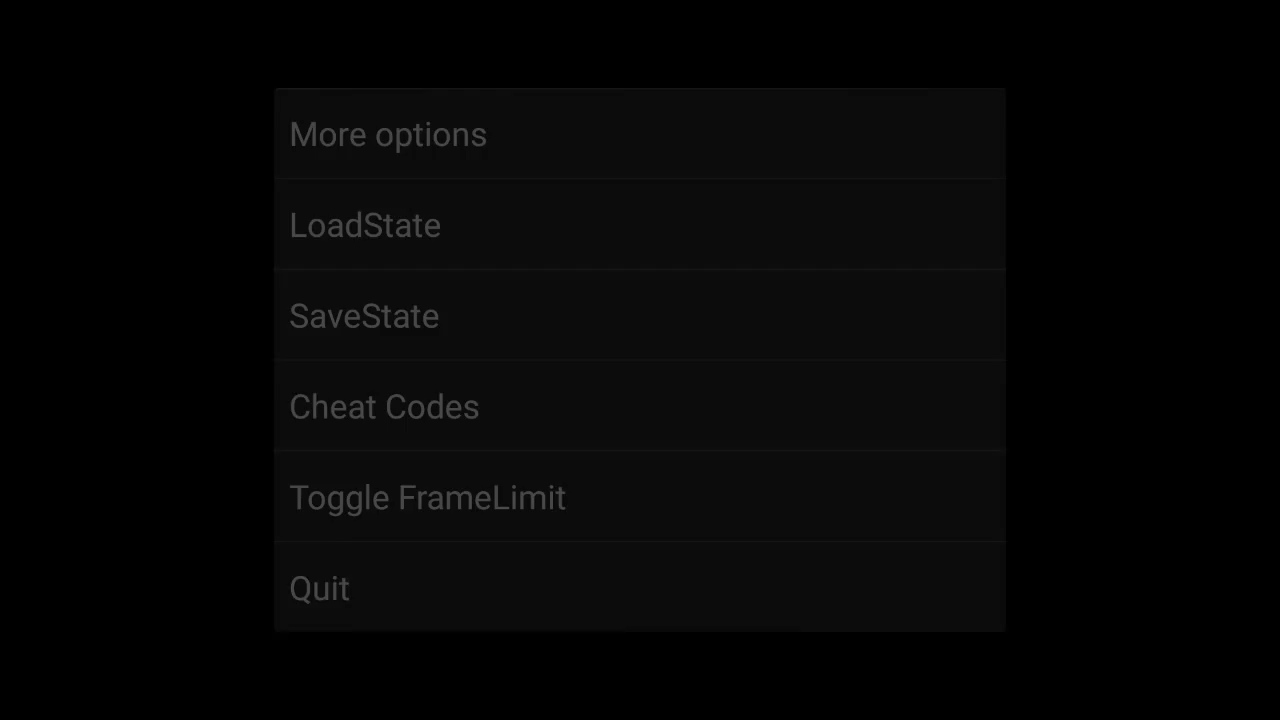 More options
LoadState
SaveState
Cheat Codes
Toggle FrameLimit
Quit